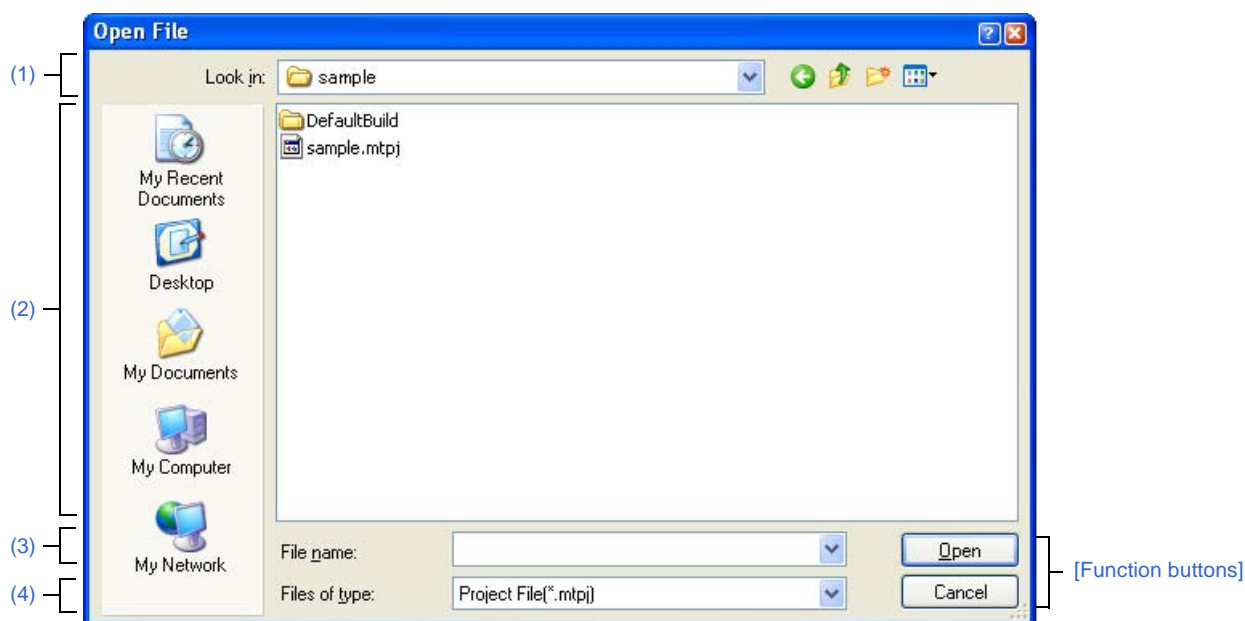 Open File
(1)
Look in:
sample
(2)
My Recent
Documents
Desktop
My Documents
My Computer
My Network
DefaultBuild
sample.mtpj
(3)
File name:
Open
(4)
Files of type:
Project File(*.mtpj)
Cancel
[Function buttons]